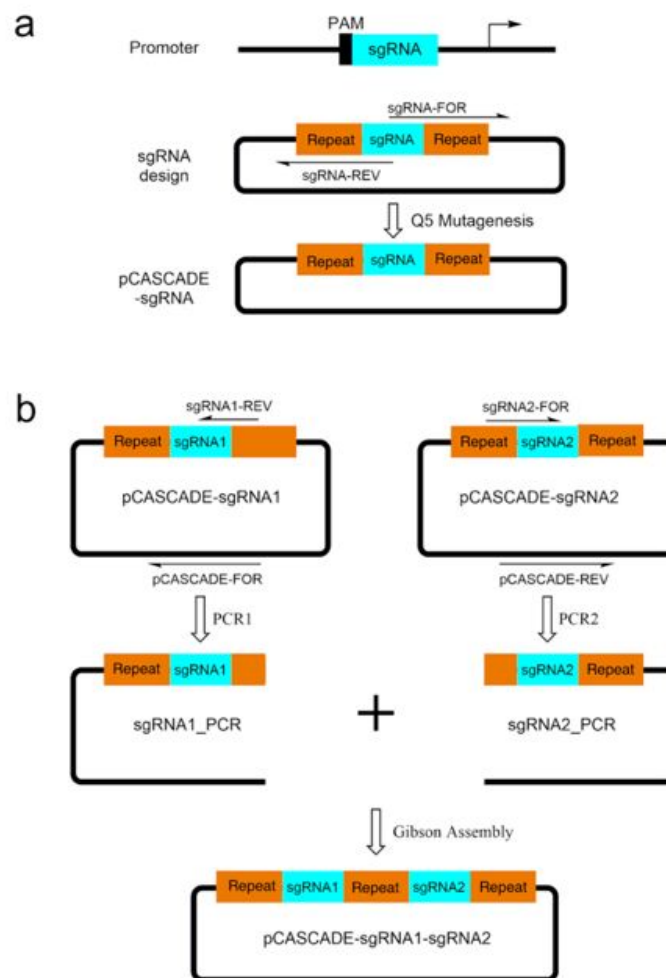 a
PAM
Promoter
sgRNA
sgRNA-FOR
Repeat sgRNA Repeat
sgRNA-REV
sgRNA
design
Q5 Mutagenesis
Repeat sgRNA Repeat
pCASCADE
-sgRNA
b
sgRNA1-REV
Repeat sgRNA1
pCASCADE-sgRNA1
pCASCADE-FOR
PCR1
Repeat sgRNA1
sgRNA1_PCR
sgRNA2-FOR
Repeat sgRNA2 Repeat
pCASCADE-sgRNA2
pCASCADE-REV
PCR2
sgRNA2 Repeat
sgRNA2_PCR
+
Gibson Assembly
Repeat sgRNA1 Repeat sgRNA2 Repeat
pCASCADE-sgRNA1-sgRNA2